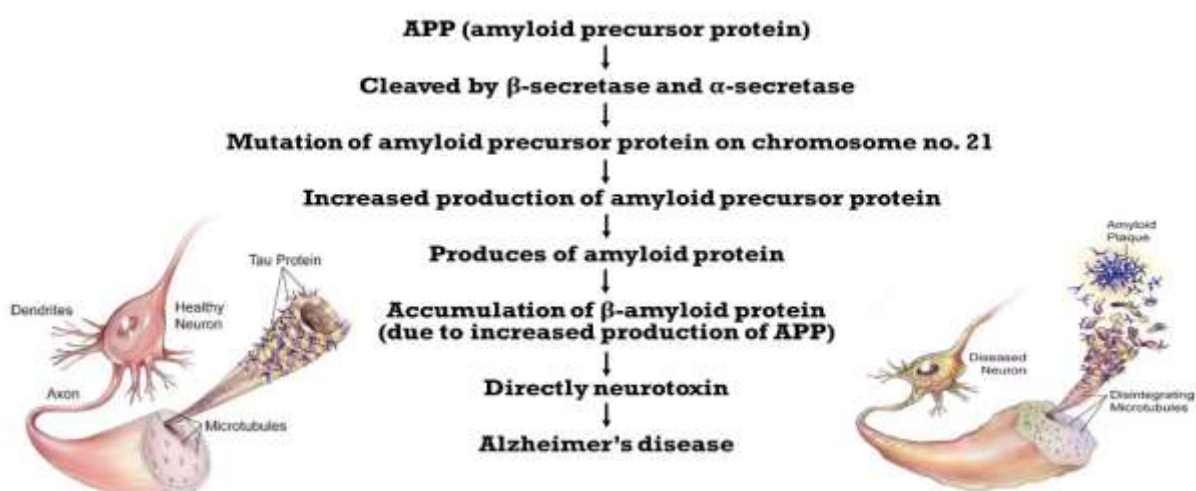 APP (amyloid precursor protein)
Cleaved by β-secretase and α-secretase
Mutation of amyloid precursor protein on chromosome no. 21
Increased production of amyloid precursor protein
Produces of amyloid protein
Accumulation of β-amyloid protein
(due to increased production of APP)
Directly neurotoxin
Alzheimer's disease
Tau Protein
Dendrites
Healthy
Neuron
Axon
Microtubules
Amyloid
Plaque
Diseased
Neuron
Disintegrating
Microtubules